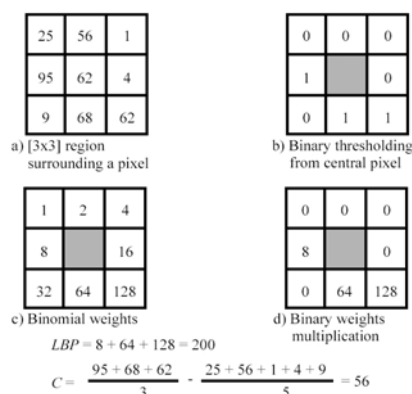 25 56 1
95 62 4
9 68 62
a) [3x3] region
surrounding a pixel
0 0 0
1 0
0 1 1
b) Binary thresholding
from central pixel
1 2 4
8 16
32 64 128
c) Binomial weights
0 0 0
8 0
0 64 128
d) Binary weights
multiplication
LBP = 8 + 64 + 128 = 200
C = 95 + 68 + 62 / 3 - 25 + 56 + 1 + 4 + 9 / 5 = 56